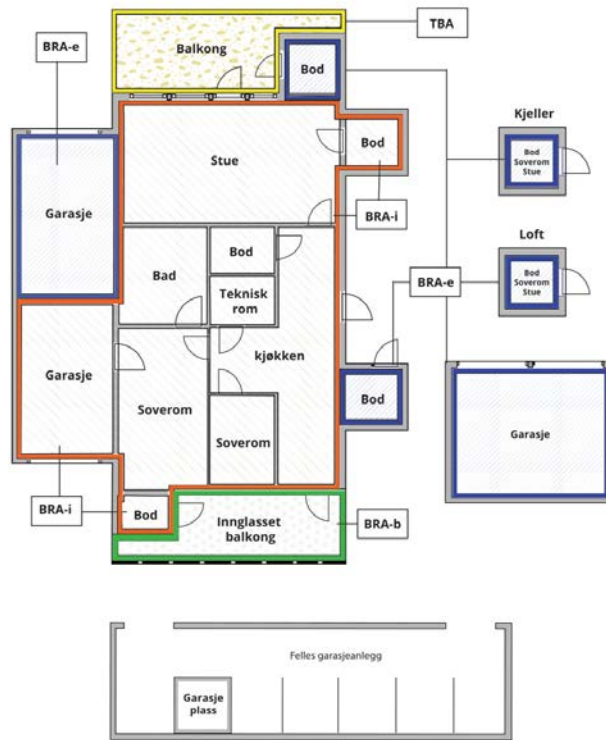 TBA
BRA-e
Balkong
Bod
Kjeller
Bod
Bod
Soverom
Stue
Stue
BRA-i
Garasje
Loft
Bod
Bad
Teknisk
rom
BRA-e
Bod
Soverom
Stue
kjøkken
Garasje
Soverom
Soverom
Bod
Garasje
BRA-i
Bod
Innglasset
balkong
BRA-b
Felles garasjeanlegg
Garasje
plass